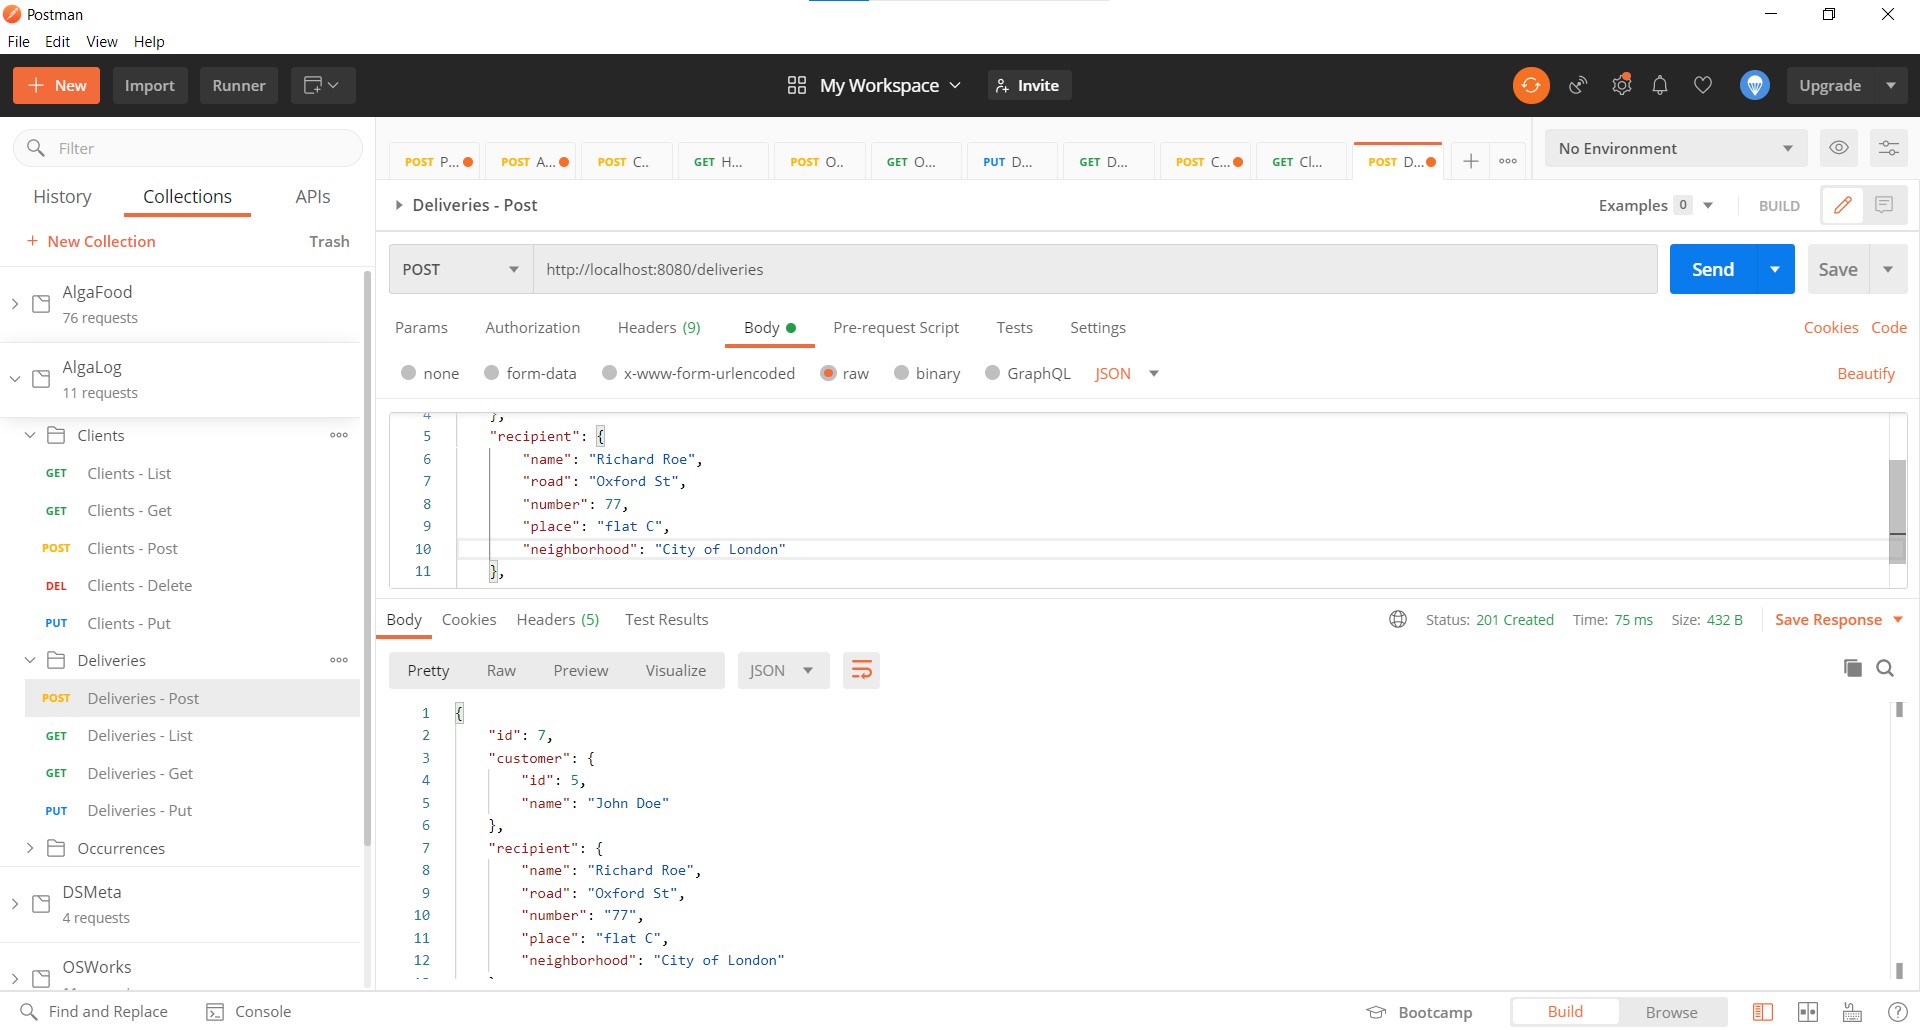 Postman
File Edit View Help
+ New Import Runner My Workspace Invite Upgrade
Filter
History Collections APIs
+ New Collection Trash
AlgaFood
76 requests
AlgaLog
11 requests
Clients
GET Clients - List
GET Clients - Get
POST Clients - Post
DEL Clients - Delete
PUT Clients - Put
Deliveries
POST Deliveries - Post
GET Deliveries - List
GET Deliveries - Get
PUT Deliveries - Put
Occurrences
DSMeta
4 requests
OSWorks
POST P... POST A... POST C.. GET H... POST O.. GET O... PUT D... GET D... POST C... GET Cl... POST D... + ooo
No Environment
Deliveries - Post Examples 0 BUILD
POST http://localhost:8080/deliveries Send Save
Params Authorization Headers (9) Body Pre-request Script Tests Settings Cookies Code
none form-data x-www-form-urlencoded raw binary GraphQL JSON Beautify
4 },
5 "recipient": {
6 "name": "Richard Roe",
7 "road": "Oxford St",
8 "number": 77,
9 "place": "flat C",
10 "neighborhood": "City of London"
11 },
Body Cookies Headers (5) Test Results Status: 201 Created Time: 75 ms Size: 432 B Save Response
Pretty Raw Preview Visualize JSON
1 {
2 "id": 7,
3 "customer": {
4 "id": 5,
5 "name": "John Doe"
6 },
7 "recipient": {
8 "name": "Richard Roe",
9 "road": "Oxford St",
10 "number": "77",
11 "place": "flat C",
12 "neighborhood": "City of London"
Find and Replace Console Bootcamp Build Browse